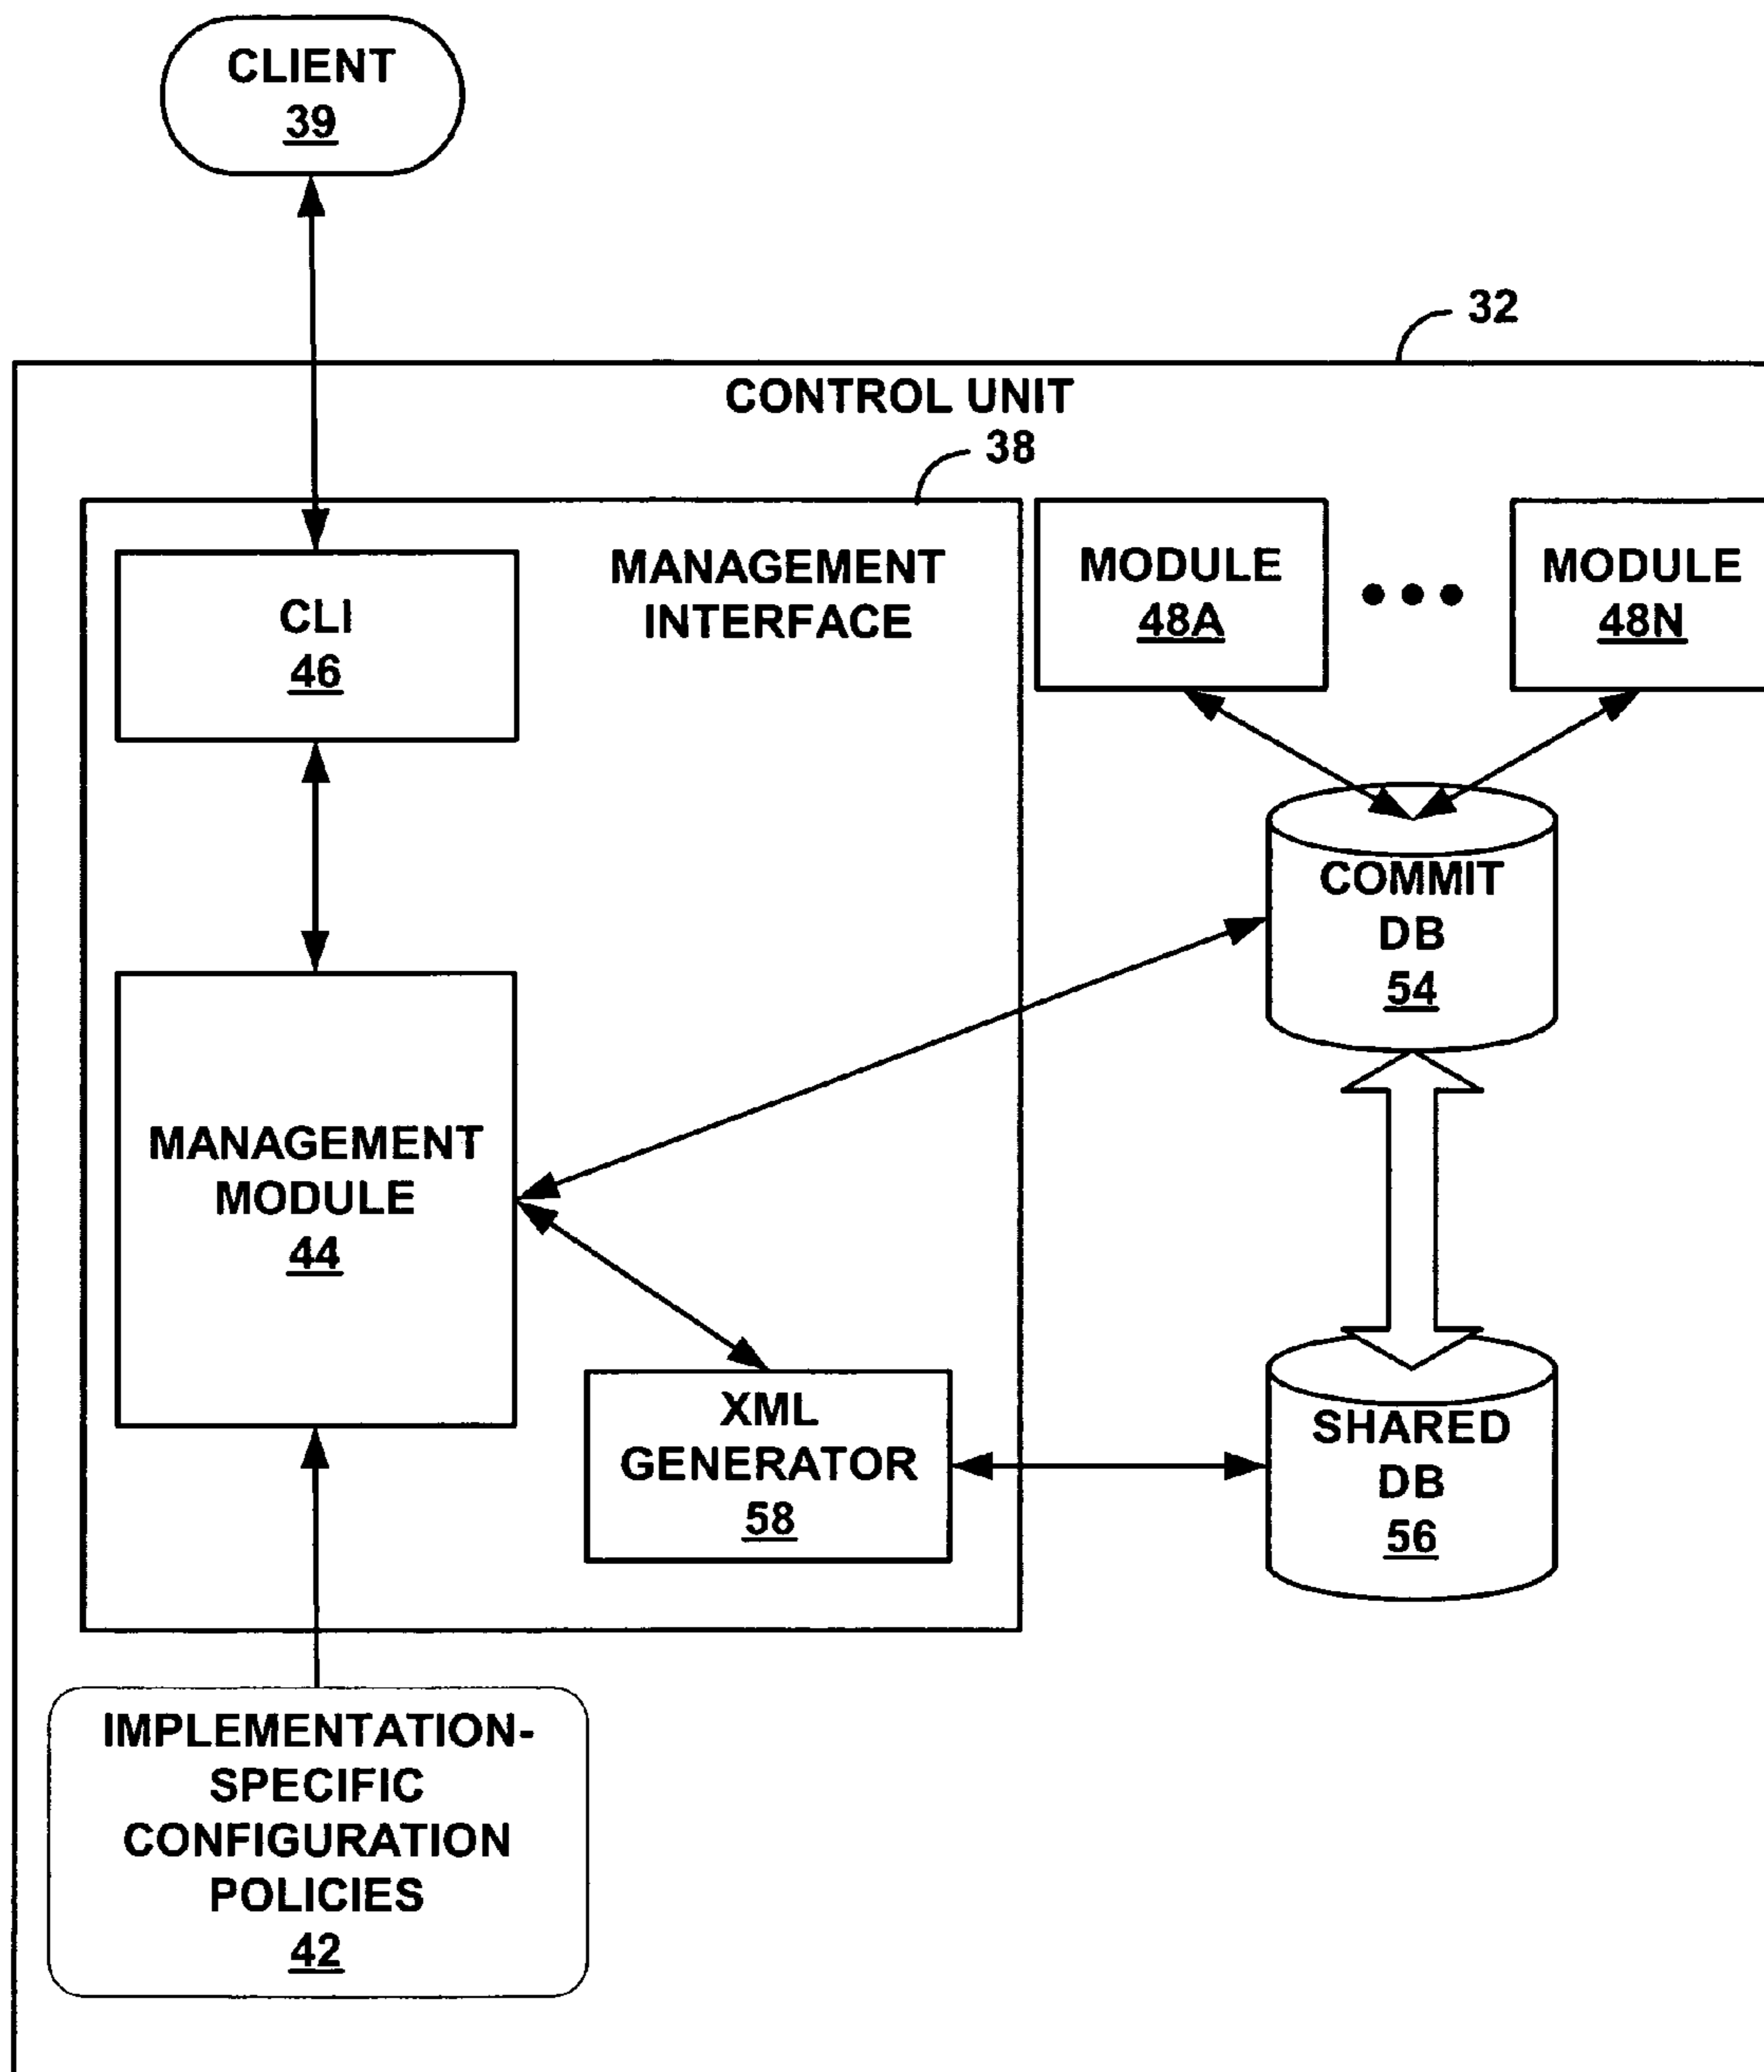 CLIENT
39
32
CONTROL UNIT
38
CLI
46
MANAGEMENT
INTERFACE
MODULE
48A
MODULE
48N
COMMIT
DB
54
MANAGEMENT
MODULE
44
XML
GENERATOR
58
SHARED
DB
56
IMPLEMENTATION-
SPECIFIC
CONFIGURATION
POLICIES
42